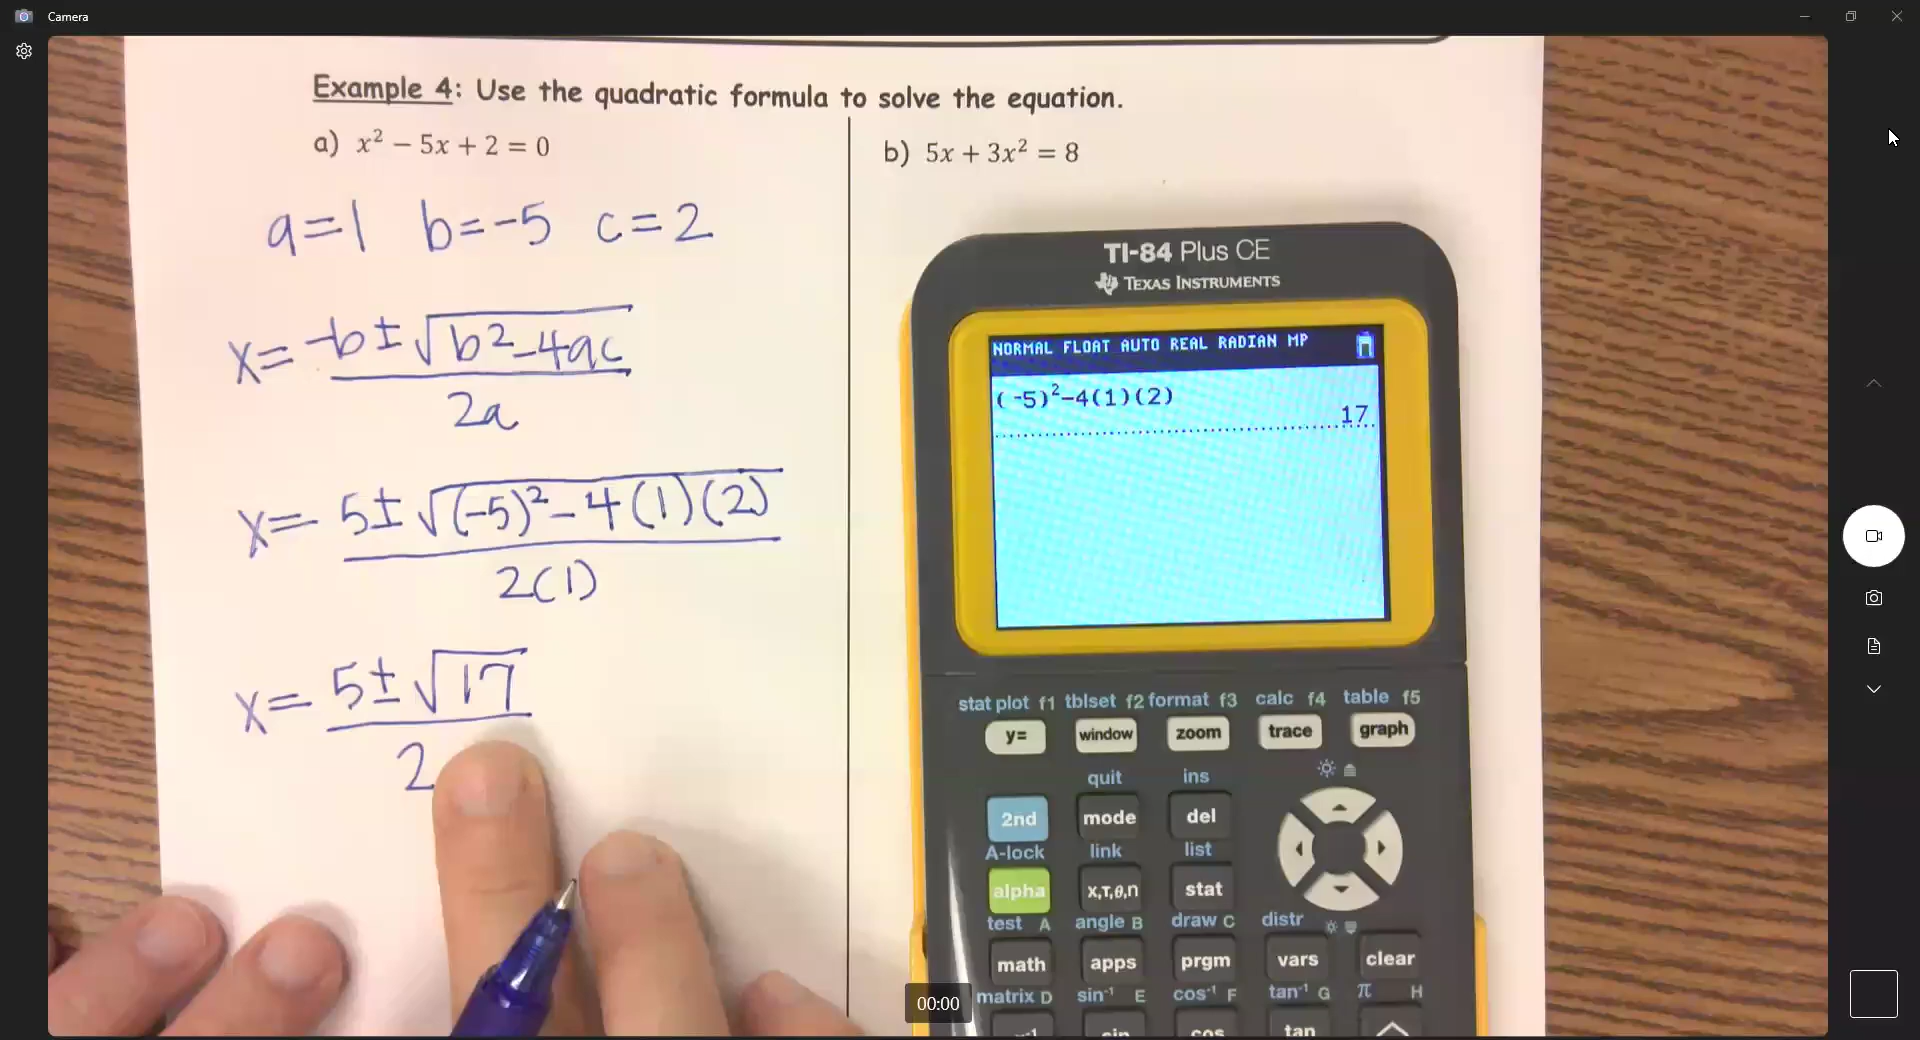 Camera
Example 4: Use the quadratic formula to solve the equation.
a) x² − 5x + 2 = 0
a=1 b=-5 c=2
x= -b ± √b²-4ac
2a
x= 5 ± √(-5)²-4(1)(2)
2(1)
x= 5 ± √17
2
b) 5x + 3x² = 8
TI-84 Plus CE
TEXAS INSTRUMENTS
NORMAL FLOAT AUTO REAL RADIAN MP
(-5)²-4(1)(2)
17
stat plot f1 tblset f2 format f3 calc f4 table f5
y= window zoom trace graph
quit ins
2nd mode del
A-lock link list
alpha x,T,θ,n stat
test A angle B draw C distr
math apps prgm vars clear
matrix D sin⁻¹ E cos⁻¹ F tan⁻¹ G π H
sin cos tan
00:00